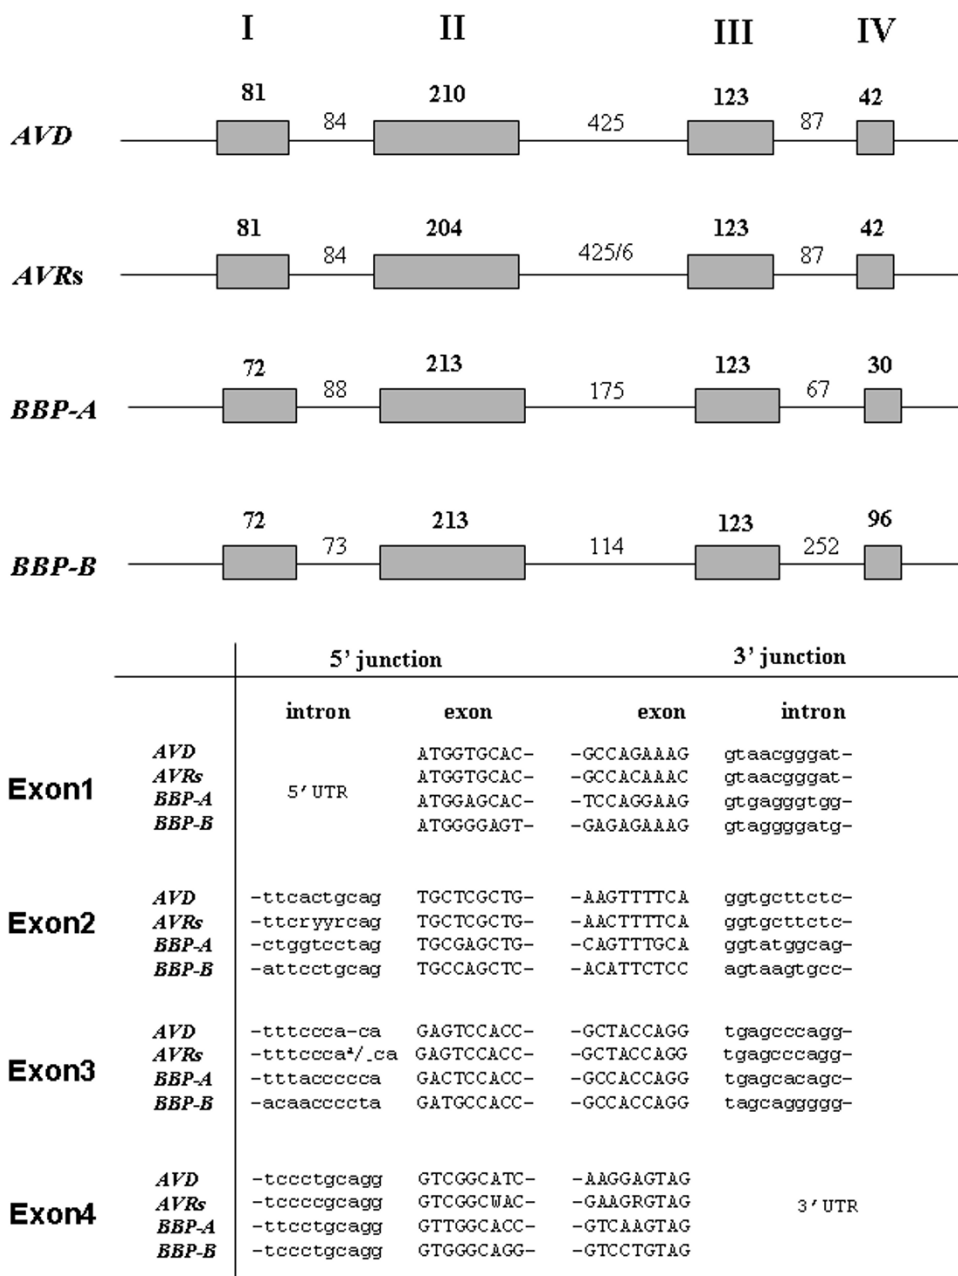 I II III IV
81 210 123 42
AVD 84 425 87
81 204 123 42
AVRs 84 425/6 87
72 213 123 30
BBP-A 88 175 67
72 213 123 96
BBP-B 73 114 252
5' junction 3' junction
intron exon exon intron
Exon1
AVD ATGGTGCAC- -GCCAGAAAG gtaacgggat-
AVRs ATGGTGCAC- -GCCACAAAC gtaacgggat-
5'UTR
BBP-A ATGGAGCAC- -TCCAGGAAG gtgagggtgg-
BBP-B ATGGGGAGT- -GAGAGAAAG gtaggggatg-
Exon2
AVD -ttcactgcag TGCTCGCTG- -AAGTTTTCA ggtgcttctc-
AVRs -ttcryyrcag TGCTCGCTG- -AACTTTTCA ggtgcttctc-
BBP-A -ctggtcctag TGCGAGCTG- -CAGTTTGCA ggtatggcag-
BBP-B -attcctgcag TGCCAGCTC- -ACATTCTCC agtaagtgcc-
Exon3
AVD -tttccca-ca GAGTCCACC- -GCTACCAGG tgagcccagg-
AVRs -tttcccaª/-ca GAGTCCACC- -GCTACCAGG tgagcccagg-
BBP-A -tttaccccca GACTCCACC- -GCCACCAGG tgagcacagc-
BBP-B -acaaccccta GATGCCACC- -GCCACCAGG tagcaggggg-
Exon4
AVD -tccctgcagg GTCGGCATC- -AAGGAGTAG
AVRs -tccccgcagg GTCGGCWAC- -GAAGRGTAG
3'UTR
BBP-A -ttcctgcagg GTTGGCACC- -GTCAAGTAG
BBP-B -tccctgcagg GTGGGCAGG- -GTCCTGTAG